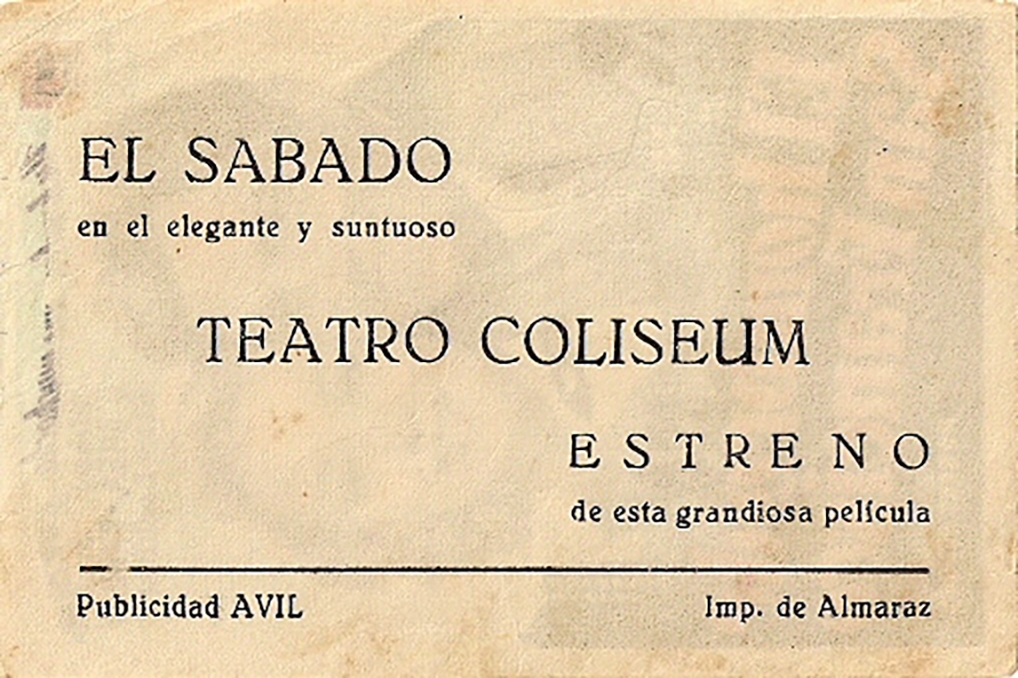 EL SABADO
en el elegante y suntuoso
TEATRO COLISEUM
ESTRENO
de esta grandiosa película
Publicidad AVIL
Imp. de Almaraz